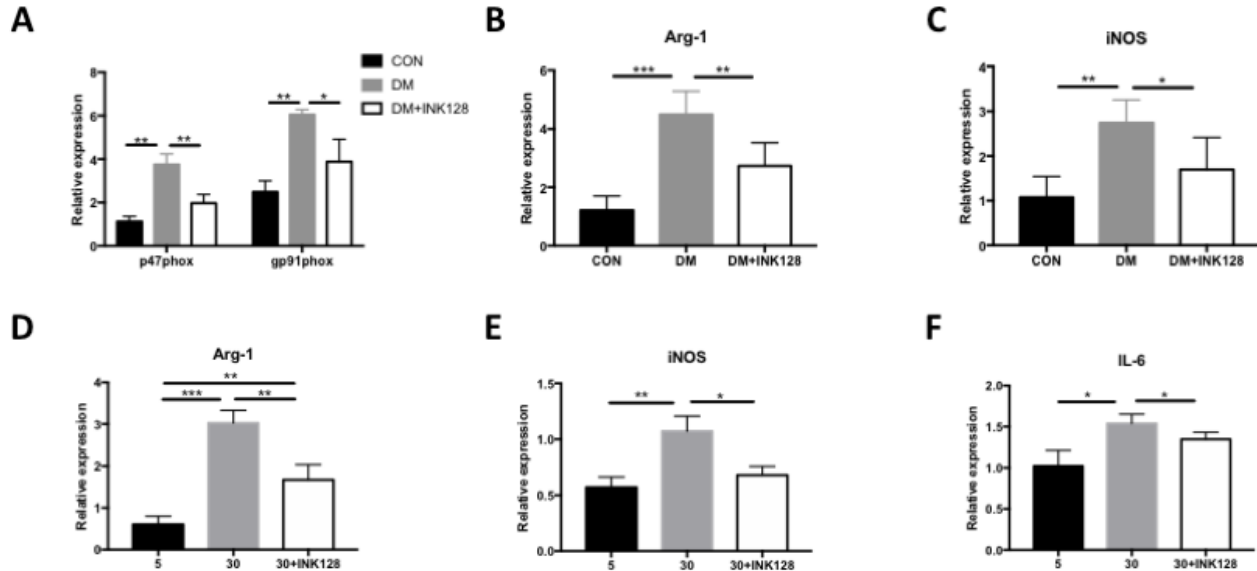 A
CON
DM
DM+INK128
Relative expression
8
6
4
2
0
** ** ** *
p47phox gp91phox
B
Arg-1
Relative expression
6
4
2
0
*** **
CON DM DM+INK128
C
iNOS
Relative expression
4
3
2
1
0
** *
CON DM DM+INK128
D
Arg-1
Relative expression
4
3
2
1
0
**
*** **
5 30 30+INK128
E
iNOS
Relative expression
1.5
1.0
0.5
0.0
** *
5 30 30+INK128
F
IL-6
Relative expression
2.0
1.5
1.0
0.5
0.0
* *
5 30 30+INK128